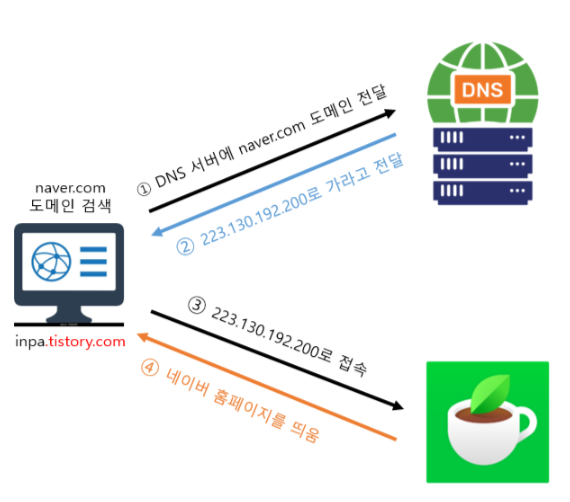 DNS
① DNS 서버에 naver.com 도메인 전달
② 223.130.192.200로 가라고 전달
naver.com
도메인 검색
inpa.tistory.com
③ 223.130.192.200로 접속
④ 네이버 홈페이지를 띄움